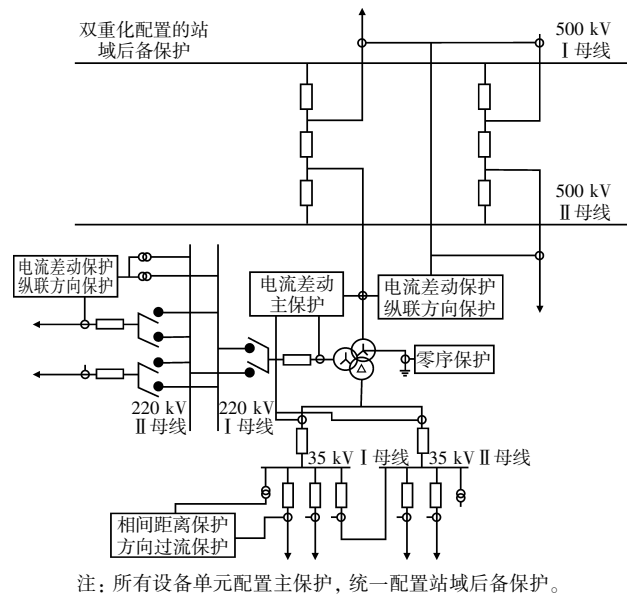 双重化配置的站
域后备保护
500 kV
Ⅰ母线
500 kV
Ⅱ母线
电流差动保护
纵联方向保护
电流差动
主保护
电流差动保护
纵联方向保护
零序保护
220 kV
Ⅱ母线
220 kV
Ⅰ母线
35 kV Ⅰ母线
35 kV Ⅱ母线
相间距离保护
方向过流保护
注: 所有设备单元配置主保护, 统一配置站域后备保护。